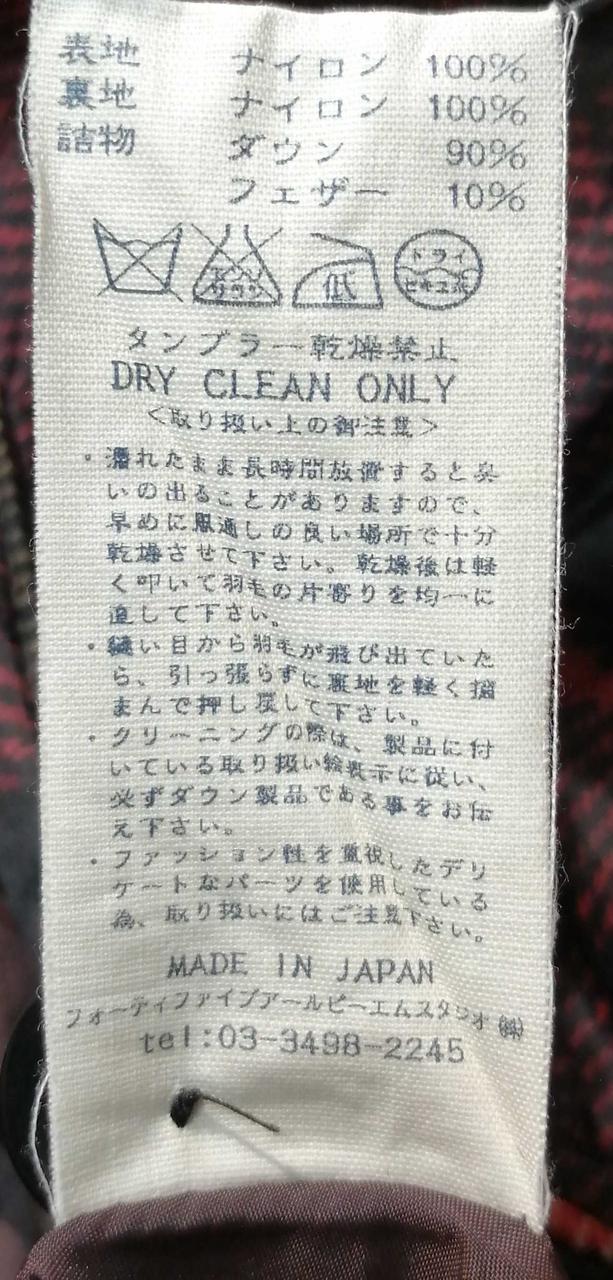 表地 ナイロン 100%
裏地 ナイロン 100%
詰物 ダウン 90%
フェザー 10%
エンソ
サラシ
低
ドライ
セキユ系
タンブラー乾燥禁止
DRY CLEAN ONLY
<取り扱い上の御注意>
・濡れたまま長時間放置すると臭
いの出ることがありますので、
早めに風通しの良い場所で十分
乾燥させて下さい。乾燥後は軽
く叩いて羽毛の片寄りを均一に
直して下さい。
・縫い目から羽毛が飛び出ていた
ら、引っ張らずに裏地を軽く摘
まんで押し戻して下さい。
・クリーニングの際は、製品に付
いている取り扱い絵表示に従い、
必ずダウン製品である事をお伝
え下さい。
・ファッション性を重視したデリ
ケートなパーツを使用している
為、取り扱いにはご注意下さい。
MADE IN JAPAN
フォーティファイブアールピーエムスタジオ㈱
tel:03-3498-2245